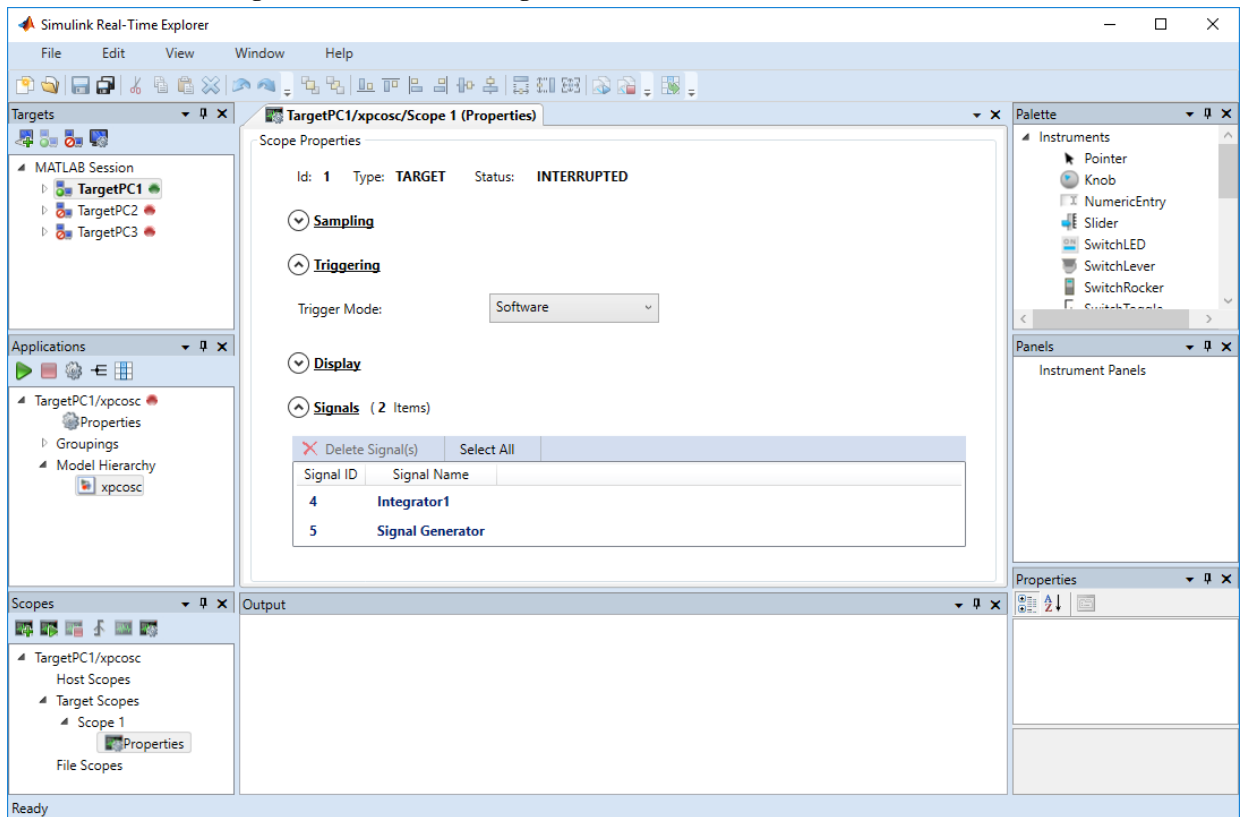 Simulink Real-Time Explorer
File Edit View Window Help
Targets
MATLAB Session
TargetPC1
TargetPC2
TargetPC3
Applications
TargetPC1/xpcosc
Properties
Groupings
Model Hierarchy
xpcosc
Scopes
TargetPC1/xpcosc
Host Scopes
Target Scopes
Scope 1
Properties
File Scopes
TargetPC1/xpcosc/Scope 1 (Properties)
Scope Properties
Id: 1 Type: TARGET Status: INTERRUPTED
Sampling
Triggering
Trigger Mode: Software
Display
Signals ( 2 Items)
Delete Signal(s) Select All
Signal ID Signal Name
4 Integrator1
5 Signal Generator
Output
Palette
Instruments
Pointer
Knob
NumericEntry
Slider
SwitchLED
SwitchLever
SwitchRocker
SwitchToggle
Panels
Instrument Panels
Properties
Ready